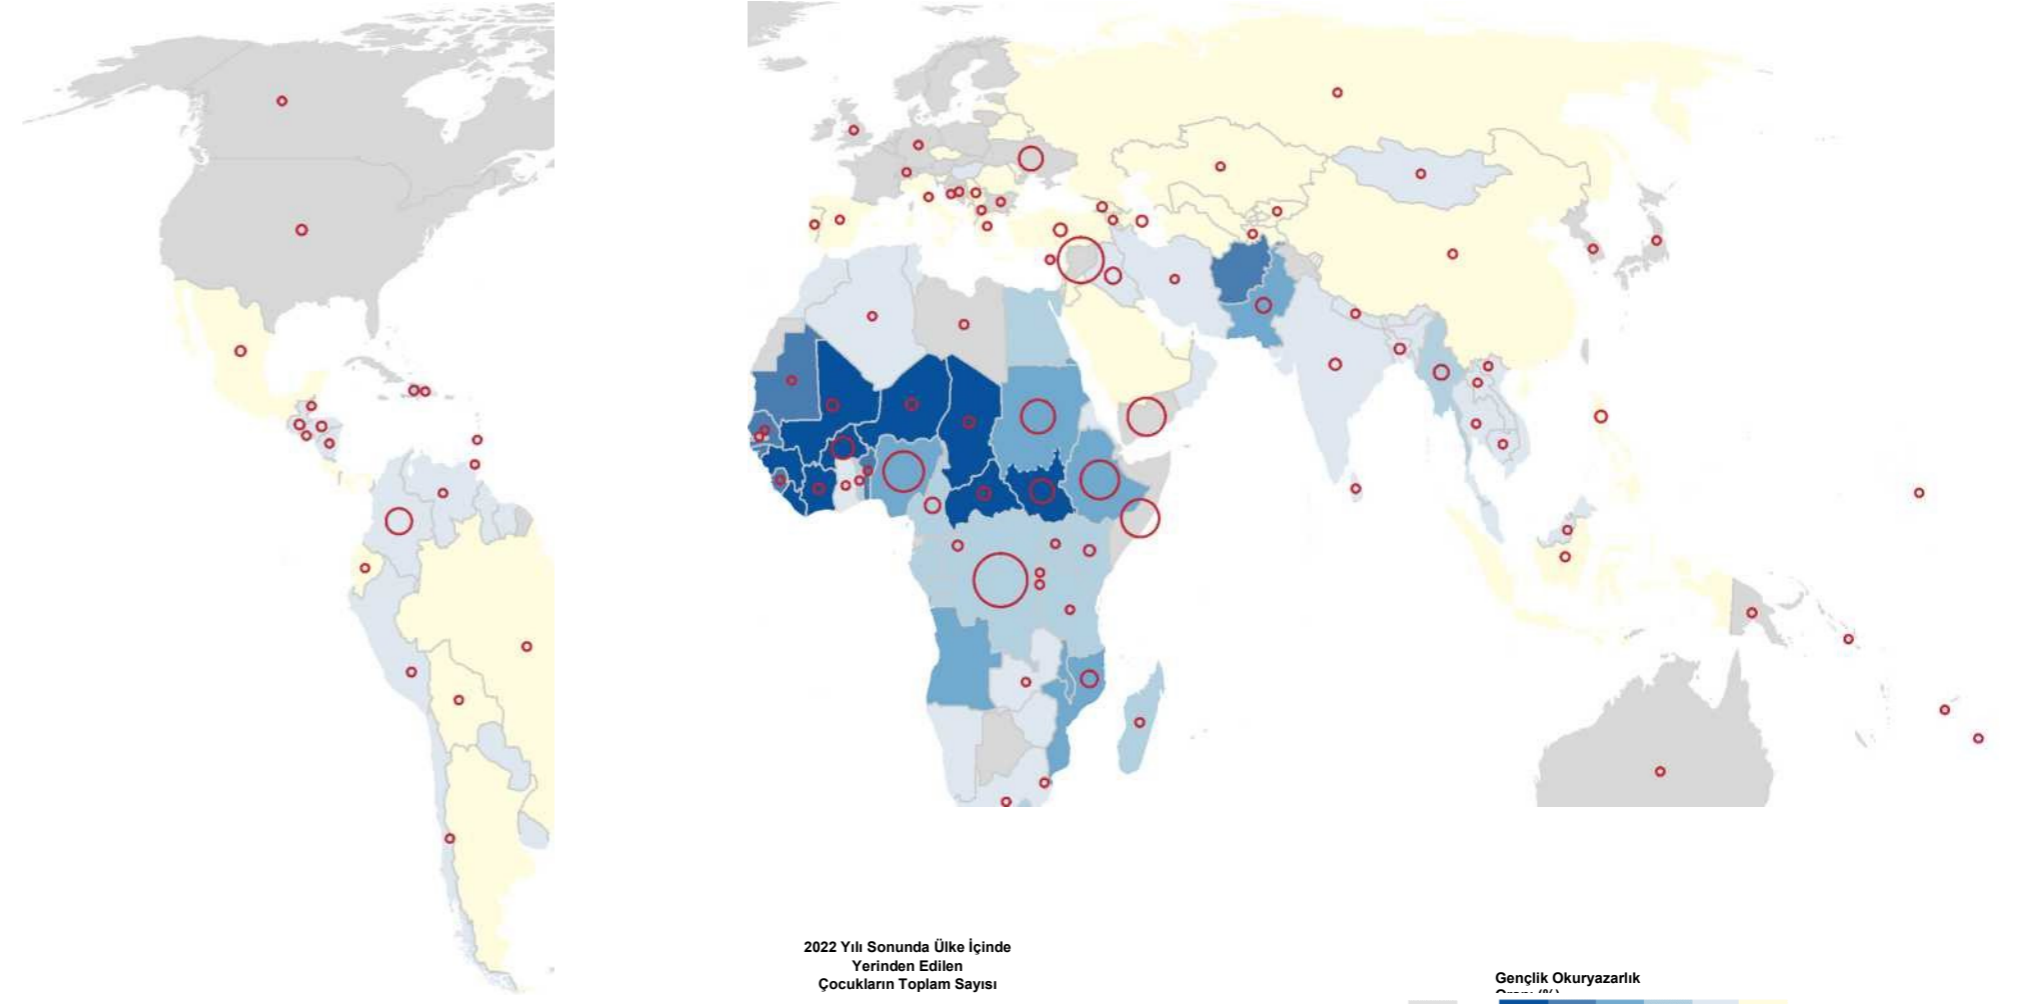 2022 Yılı Sonunda Ülke İçinde
Yerinden Edilen
Çocukların Toplam Sayısı
Gençlik Okuryazarlık